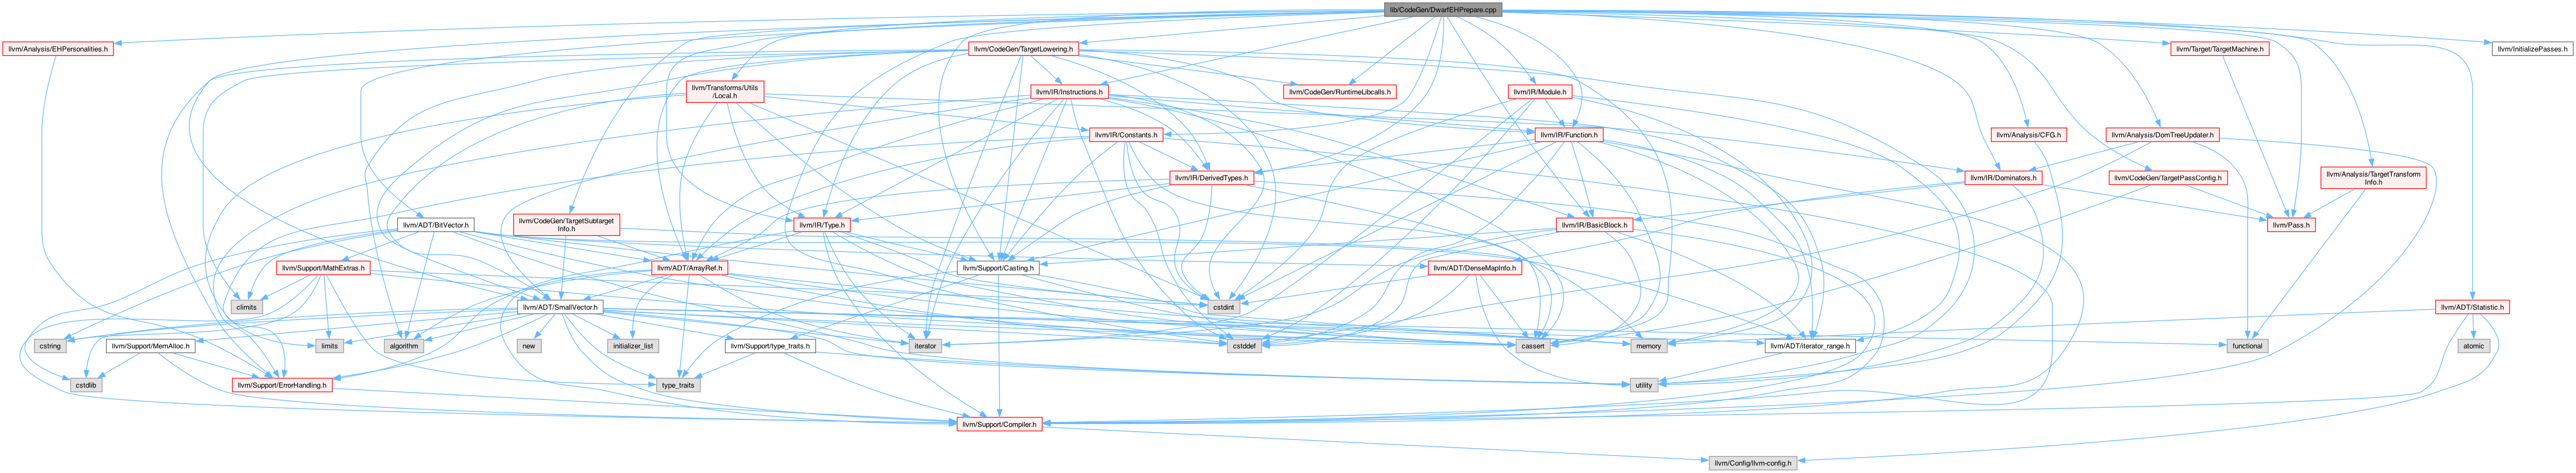 lib/CodeGen/DwarfEHPrepare.cpp
llvm/Analysis/EHPersonalities.h
llvm/CodeGen/TargetLowering.h
llvm/Target/TargetMachine.h
llvm/InitializePasses.h
llvm/Transforms/Utils
/Local.h
llvm/IR/Instructions.h
llvm/CodeGen/RuntimeLibcalls.h
llvm/IR/Module.h
llvm/IR/Constants.h
llvm/IR/Function.h
llvm/Analysis/CFG.h
llvm/Analysis/DomTreeUpdater.h
llvm/IR/DerivedTypes.h
llvm/IR/Dominators.h
llvm/CodeGen/TargetPassConfig.h
llvm/Analysis/TargetTransform
Info.h
llvm/ADT/BitVector.h
llvm/CodeGen/TargetSubtarget
Info.h
llvm/IR/Type.h
llvm/IR/BasicBlock.h
llvm/Pass.h
llvm/Support/MathExtras.h
llvm/ADT/ArrayRef.h
llvm/Support/Casting.h
llvm/ADT/DenseMapInfo.h
climits
llvm/ADT/SmallVector.h
cstdint
llvm/ADT/Statistic.h
cstring
llvm/Support/MemAlloc.h
limits
algorithm
new
initializer_list
llvm/Support/type_traits.h
iterator
cstddef
cassert
memory
llvm/ADT/iterator_range.h
functional
atomic
cstdlib
llvm/Support/ErrorHandling.h
type_traits
utility
llvm/Support/Compiler.h
llvm/Config/llvm-config.h